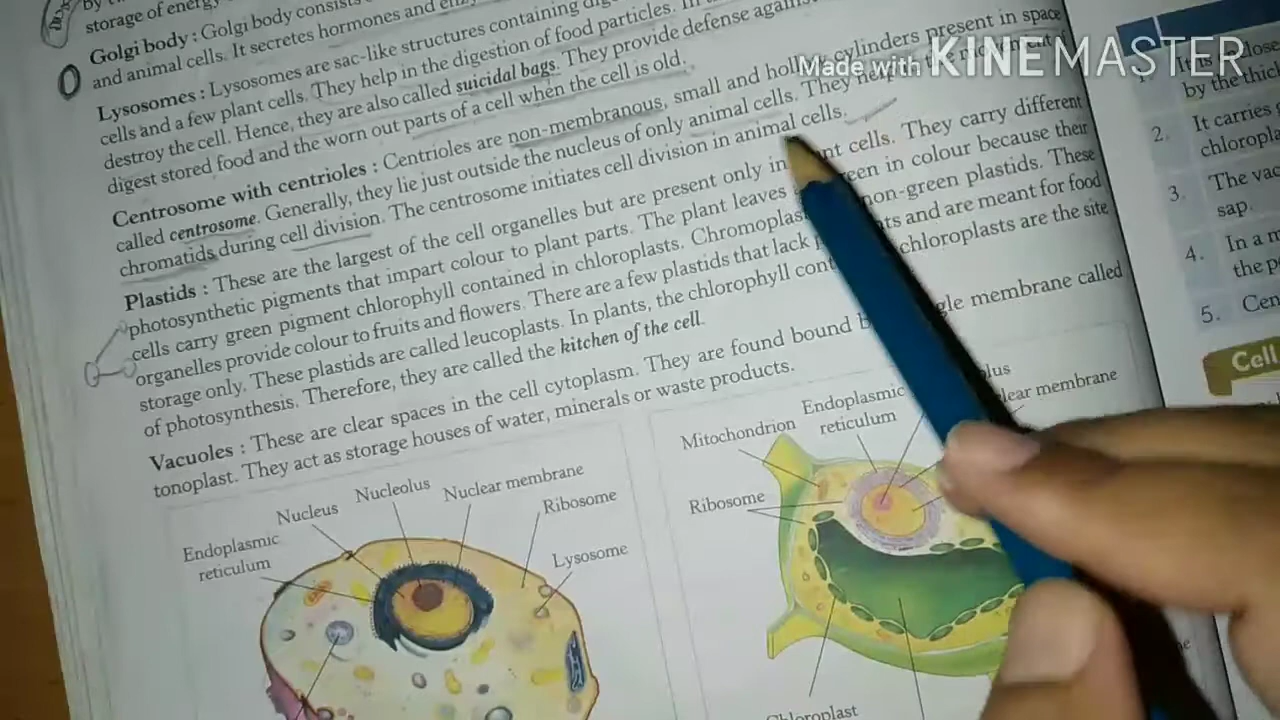 By
storage of energy
Golgi body : Golgi body consists
and animal cells. It secretes hormones and
Lysosomes : Lysosomes are sac-like structures containing
cells and a few plant cells. They help in the digestion of food particles. In
destroy the cell. Hence, they are also called suicidal bags. They provide defense against
digest stored food and the worn out parts of a cell when the cell is old.
Centrosome with centrioles : Centrioles are non-membranous, small and cylinders present in space
called centrosome. Generally, they lie just outside the nucleus of only animal cells. They help
chromatids during cell division. The centrosome initiates cell division in animal cells.
Plastids : These are the largest of the cell organelles but are present only in cells. They carry different
photosynthetic pigments that impart colour to plant parts. The plant leaves in colour because their
cells carry green pigment chlorophyll contained in chloroplasts. non-green plastids. These
organelles provide colour to fruits and flowers. There are a few plastids that lack and are meant for food
storage only. These plastids are called leucoplasts. In plants, the chlorophyll chloroplasts are the site
of photosynthesis. Therefore, they are called the kitchen of the cell.
Vacuoles : These are clear spaces in the cell cytoplasm. They are found bound membrane called
tonoplast. They act as storage houses of water, minerals or waste products.
Nucleus
Nucleolus
Nuclear membrane
Ribosome
Endoplasmic
reticulum
Lysosome
Mitochondrion
Endoplasmic
reticulum
membrane
Ribosome
Chloroplast
by the thick
2. It carries
3. The
sap.
4. In a
the
5. Cen
Cell
Made with KINEMASTER